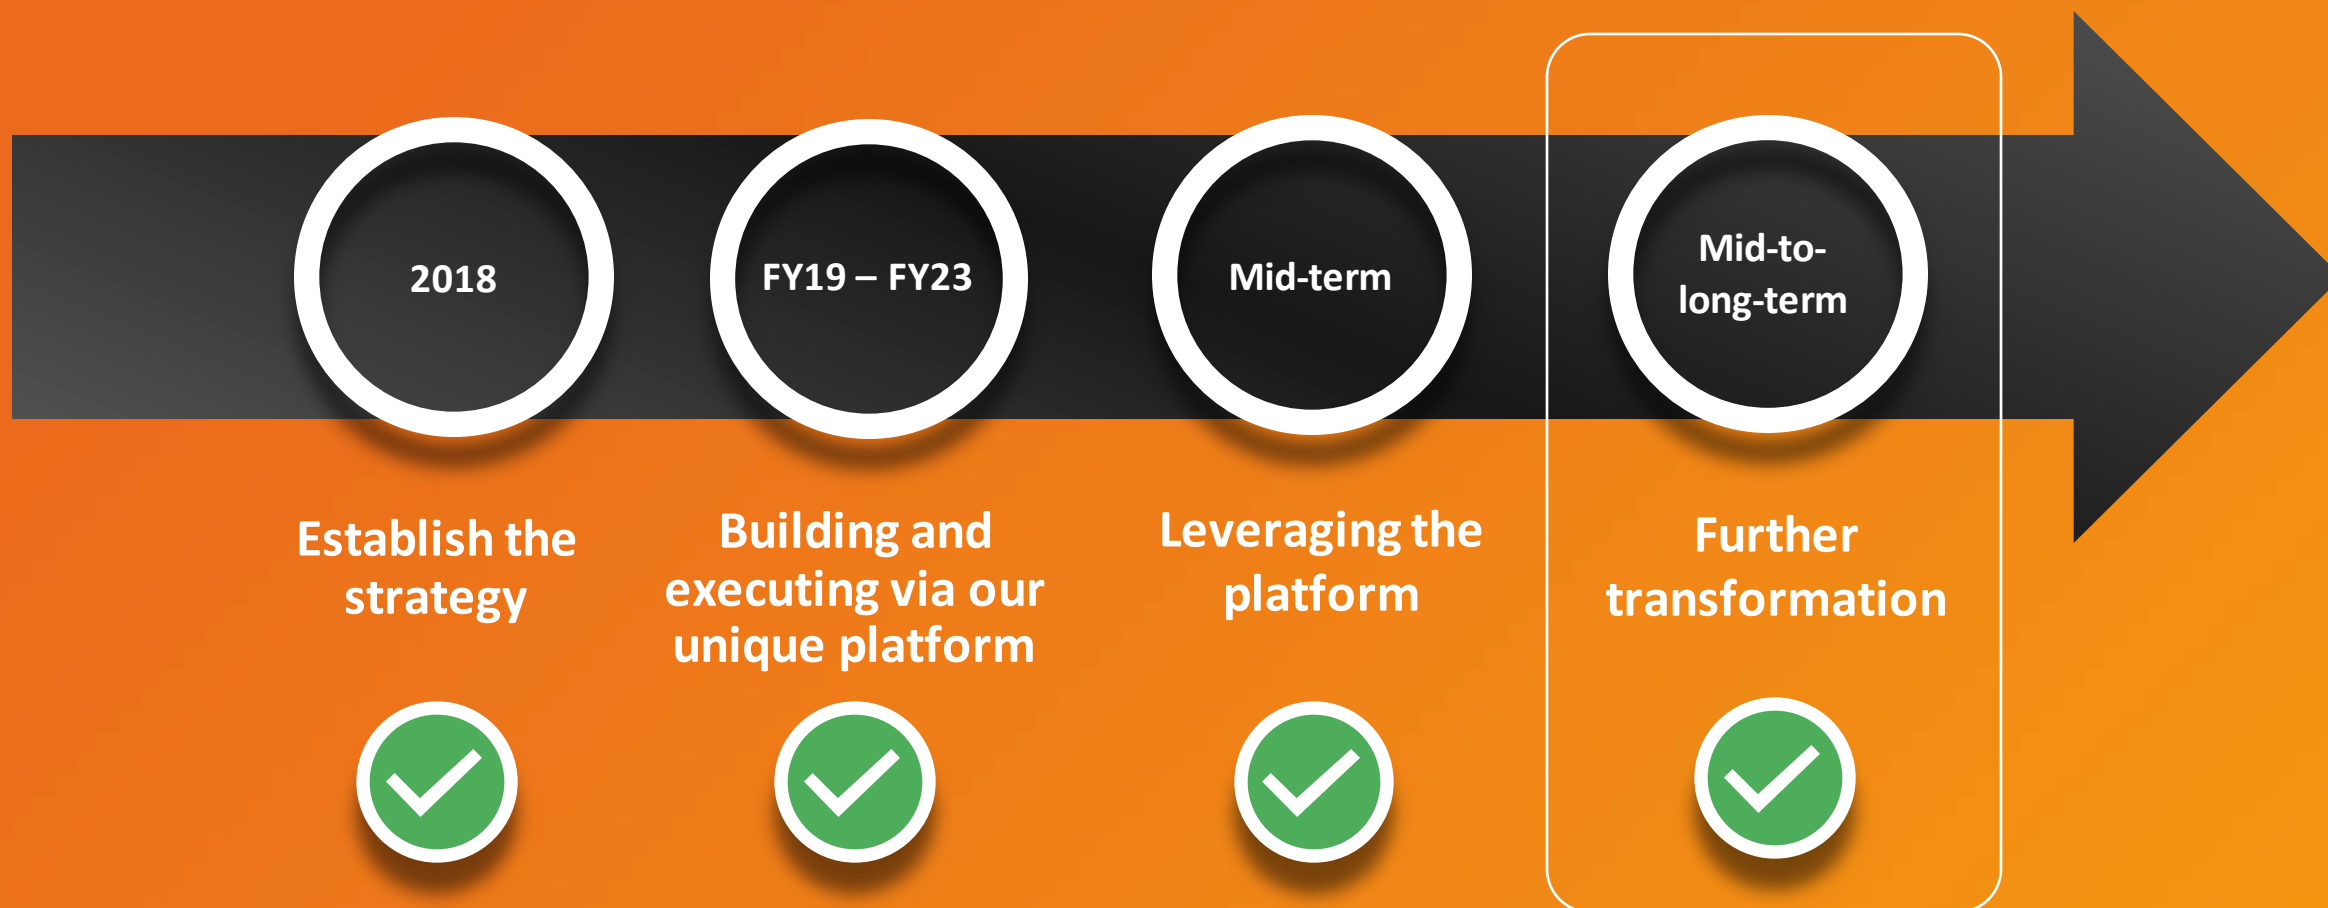 2018
FY19 – FY23
Mid-term
Mid-to-
long-term
Establish the
strategy
Building and
executing via our
unique platform
Leveraging the
platform
Further
transformation